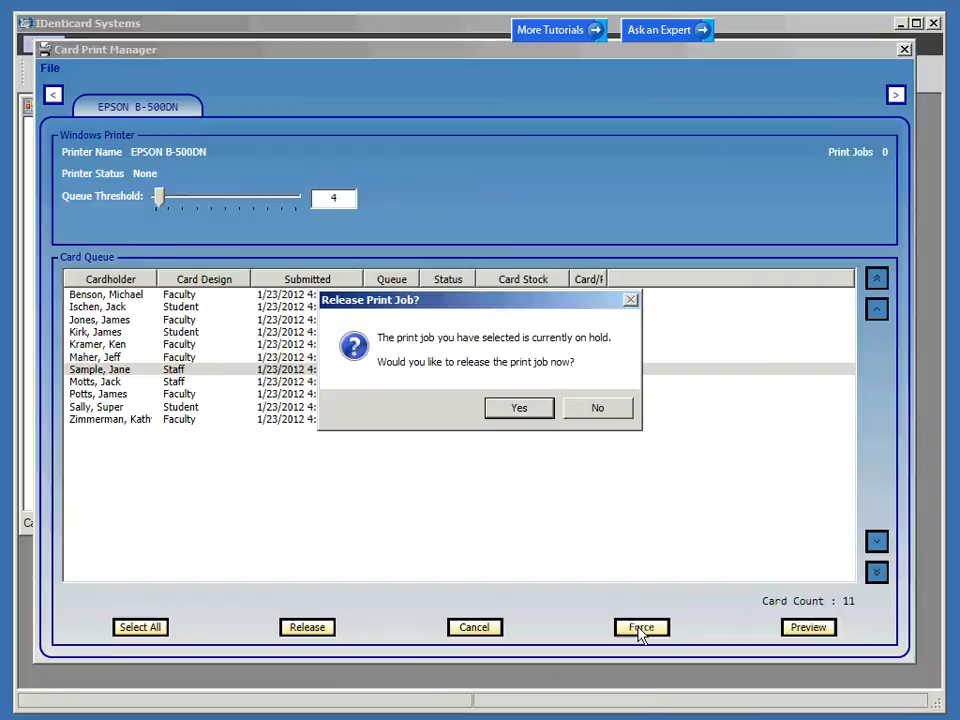 IDenticard Systems
More Tutorials
Ask an Expert
Card Print Manager
File
<
EPSON B-500DN
>
Windows Printer
Printer Name EPSON B-500DN
Print Jobs 0
Printer Status None
Queue Threshold:
4
Card Queue
Cardholder Card Design Submitted Queue Status Card Stock Card/F
Benson, Michael Faculty 1/23/2012 4:
Ischen, Jack Student 1/23/2012 4:
Jones, James Faculty 1/23/2012 4:
Kirk, James Student 1/23/2012 4:
Kramer, Ken Faculty 1/23/2012 4:
Maher, Jeff Faculty 1/23/2012 4:
Sample, Jane Staff 1/23/2012 4:
Motts, Jack Staff 1/23/2012 4:
Potts, James Faculty 1/23/2012 4:
Sally, Super Student 1/23/2012 4:
Zimmerman, Kath Faculty 1/23/2012 4:
Release Print Job?
The print job you have selected is currently on hold.
Would you like to release the print job now?
Yes No
Ca
Card Count : 11
Select All Release Cancel Force Preview